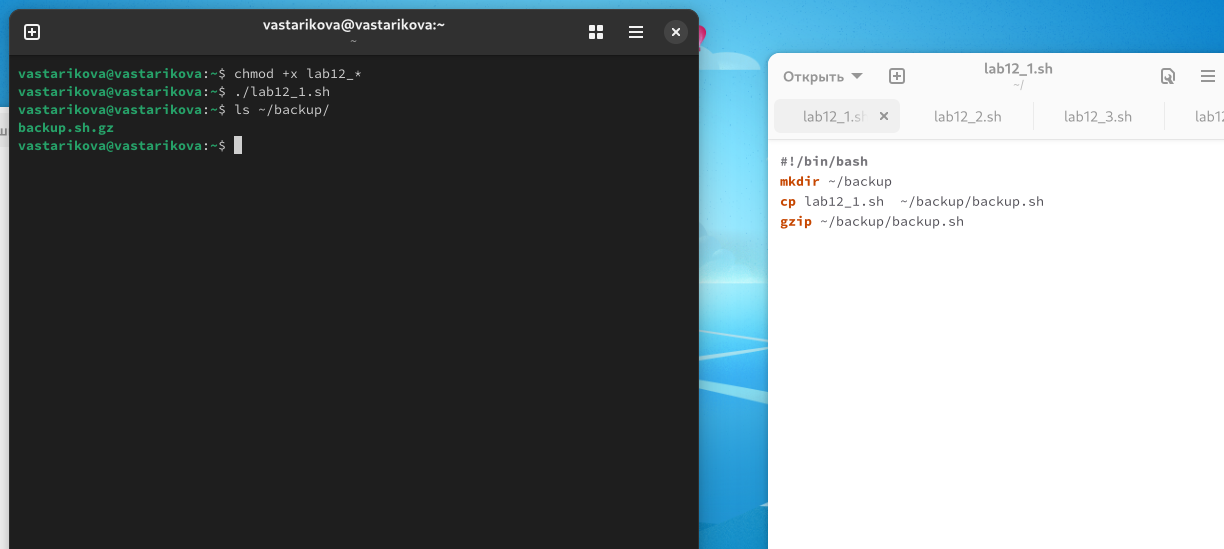 vastarikova@vastarikova:~
~
vastarikova@vastarikova:~$ chmod +x lab12_*
vastarikova@vastarikova:~$ ./lab12_1.sh
vastarikova@vastarikova:~$ ls ~/backup/
backup.sh.gz
vastarikova@vastarikova:~$
Открыть
lab12_1.sh
~/
lab12_1.sh
lab12_2.sh
lab12_3.sh
lab12
#!/bin/bash
mkdir ~/backup
cp lab12_1.sh  ~/backup/backup.sh
gzip ~/backup/backup.sh